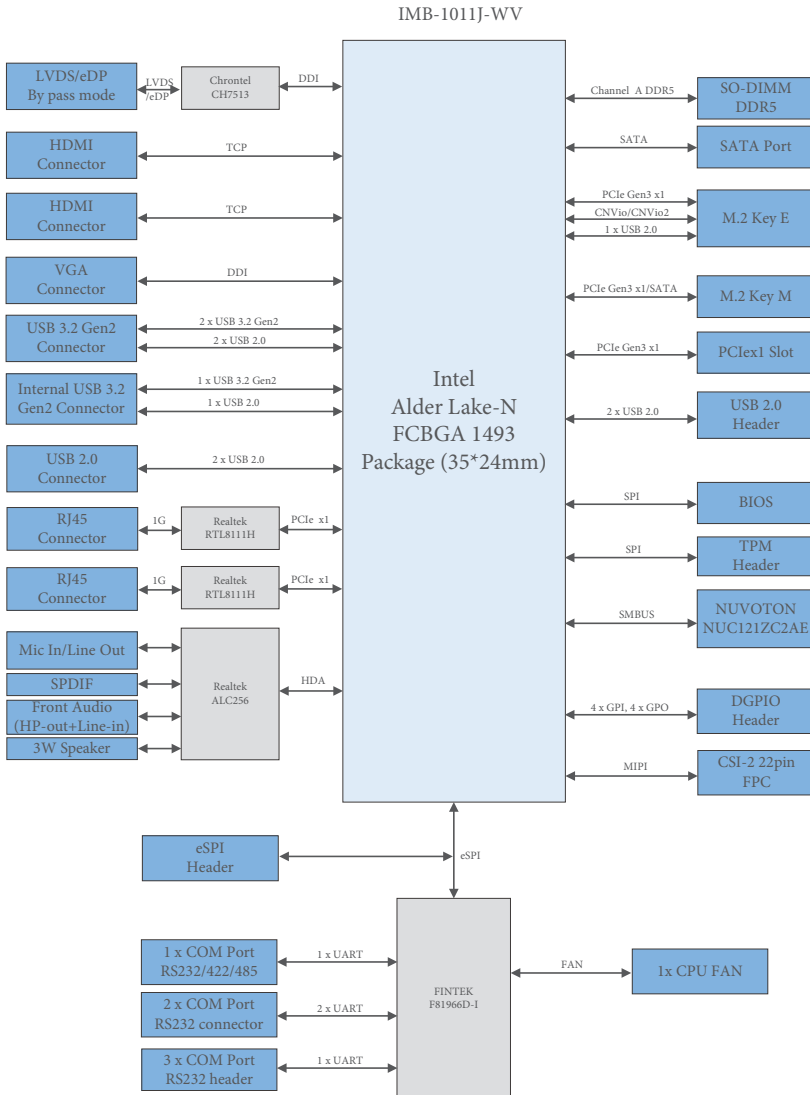 IMB-1011J-WV
LVDS/eDP
By pass mode
LVDS
/eDP
Chrontel
CH7513
DDI
HDMI
Connector
TCP
HDMI
Connector
TCP
VGA
Connector
DDI
USB 3.2 Gen2
Connector
2 x USB 3.2 Gen2
2 x USB 2.0
Internal USB 3.2
Gen2 Connector
1 x USB 3.2 Gen2
1 x USB 2.0
USB 2.0
Connector
2 x USB 2.0
RJ45
Connector
1G
Realtek
RTL8111H
PCIe x1
RJ45
Connector
1G
Realtek
RTL8111H
PCIe x1
Mic In/Line Out
SPDIF
Front Audio
(HP-out+Line-in)
3W Speaker
Realtek
ALC256
HDA
Intel
Alder Lake-N
FCBGA 1493
Package (35*24mm)
Channel A DDR5
SO-DIMM
DDR5
SATA
SATA Port
PCIe Gen3 x1
CNVio/CNVio2
1 x USB 2.0
M.2 Key E
PCIe Gen3 x1/SATA
M.2 Key M
PCIe Gen3 x1
PCIex1 Slot
2 x USB 2.0
USB 2.0
Header
SPI
BIOS
SPI
TPM
Header
SMBUS
NUVOTON
NUC121ZC2AE
4 x GPI, 4 x GPO
DGPIO
Header
MIPI
CSI-2 22pin
FPC
eSPI
Header
eSPI
1 x COM Port
RS232/422/485
1 x UART
2 x COM Port
RS232 connector
2 x UART
3 x COM Port
RS232 header
1 x UART
FINTEK
F81966D-I
FAN
1x CPU FAN